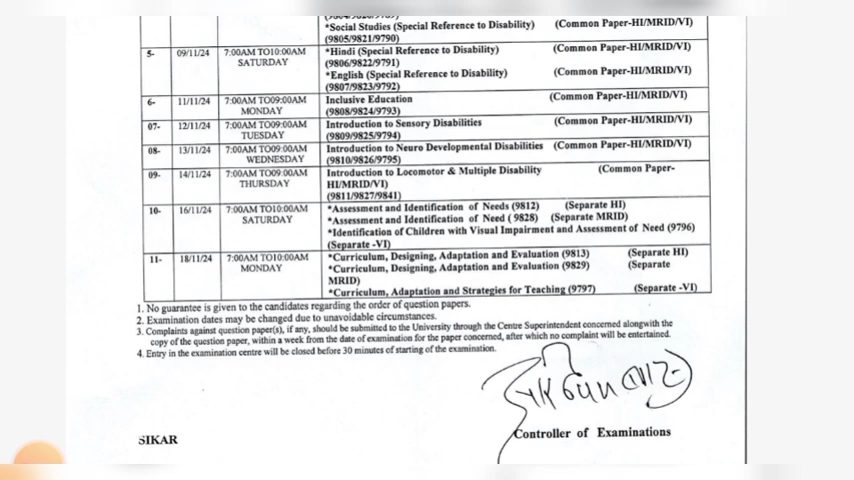 *Social Studies (Special Reference to Disability) (Common Paper-HI/MRID/VI)
(9805/9821/9790)
5- 09/11/24 7:00AM TO10:00AM *Hindi (Special Reference to Disability) (Common Paper-HI/MRID/VI)
SATURDAY (9806/9822/9791)
*English (Special Reference to Disability) (Common Paper-HI/MRID/VI)
(9807/9823/9792)
6- 11/11/24 7:00AM TO09:00AM Inclusive Education (Common Paper-HI/MRID/VI)
MONDAY (9808/9824/9793)
07- 12/11/24 7:00AM TO09:00AM Introduction to Sensory Disabilities (Common Paper-HI/MRID/VI)
TUESDAY (9809/9825/9794)
08- 13/11/24 7:00AM TO09:00AM Introduction to Neuro Developmental Disabilities (Common Paper-HI/MRID/VI)
WEDNESDAY (9810/9826/9795)
09- 14/11/24 7:00AM TO09:00AM Introduction to Locomotor & Multiple Disability (Common Paper-
THURSDAY HI/MRID/VI)
(9811/9827/9841)
10- 16/11/24 7:00AM TO10:00AM *Assessment and Identification of Needs (9812) (Separate HI)
SATURDAY *Assessment and Identification of Need ( 9828) (Separate MRID)
*Identification of Children with Visual Impairment and Assessment of Need (9796)
(Separate -VI)
11- 18/11/24 7:00AM TO10:00AM *Curriculum, Designing, Adaptation and Evaluation (9813) (Separate HI)
MONDAY *Curriculum, Designing, Adaptation and Evaluation (9829) (Separate
MRID)
*Curriculum, Adaptation and Strategies for Teaching (9797) (Separate -VI)
1. No guarantee is given to the candidates regarding the order of question papers.
2. Examination dates may be changed due to unavoidable circumstances.
3. Complaints against question paper(s), if any, should be submitted to the University through the Centre Superintendent concerned alongwith the
copy of the question paper, within a week from the date of examination for the paper concerned, after which no complaint will be entertained.
4. Entry in the examination centre will be closed before 30 minutes of starting of the examination.
SIKAR
Controller of Examinations